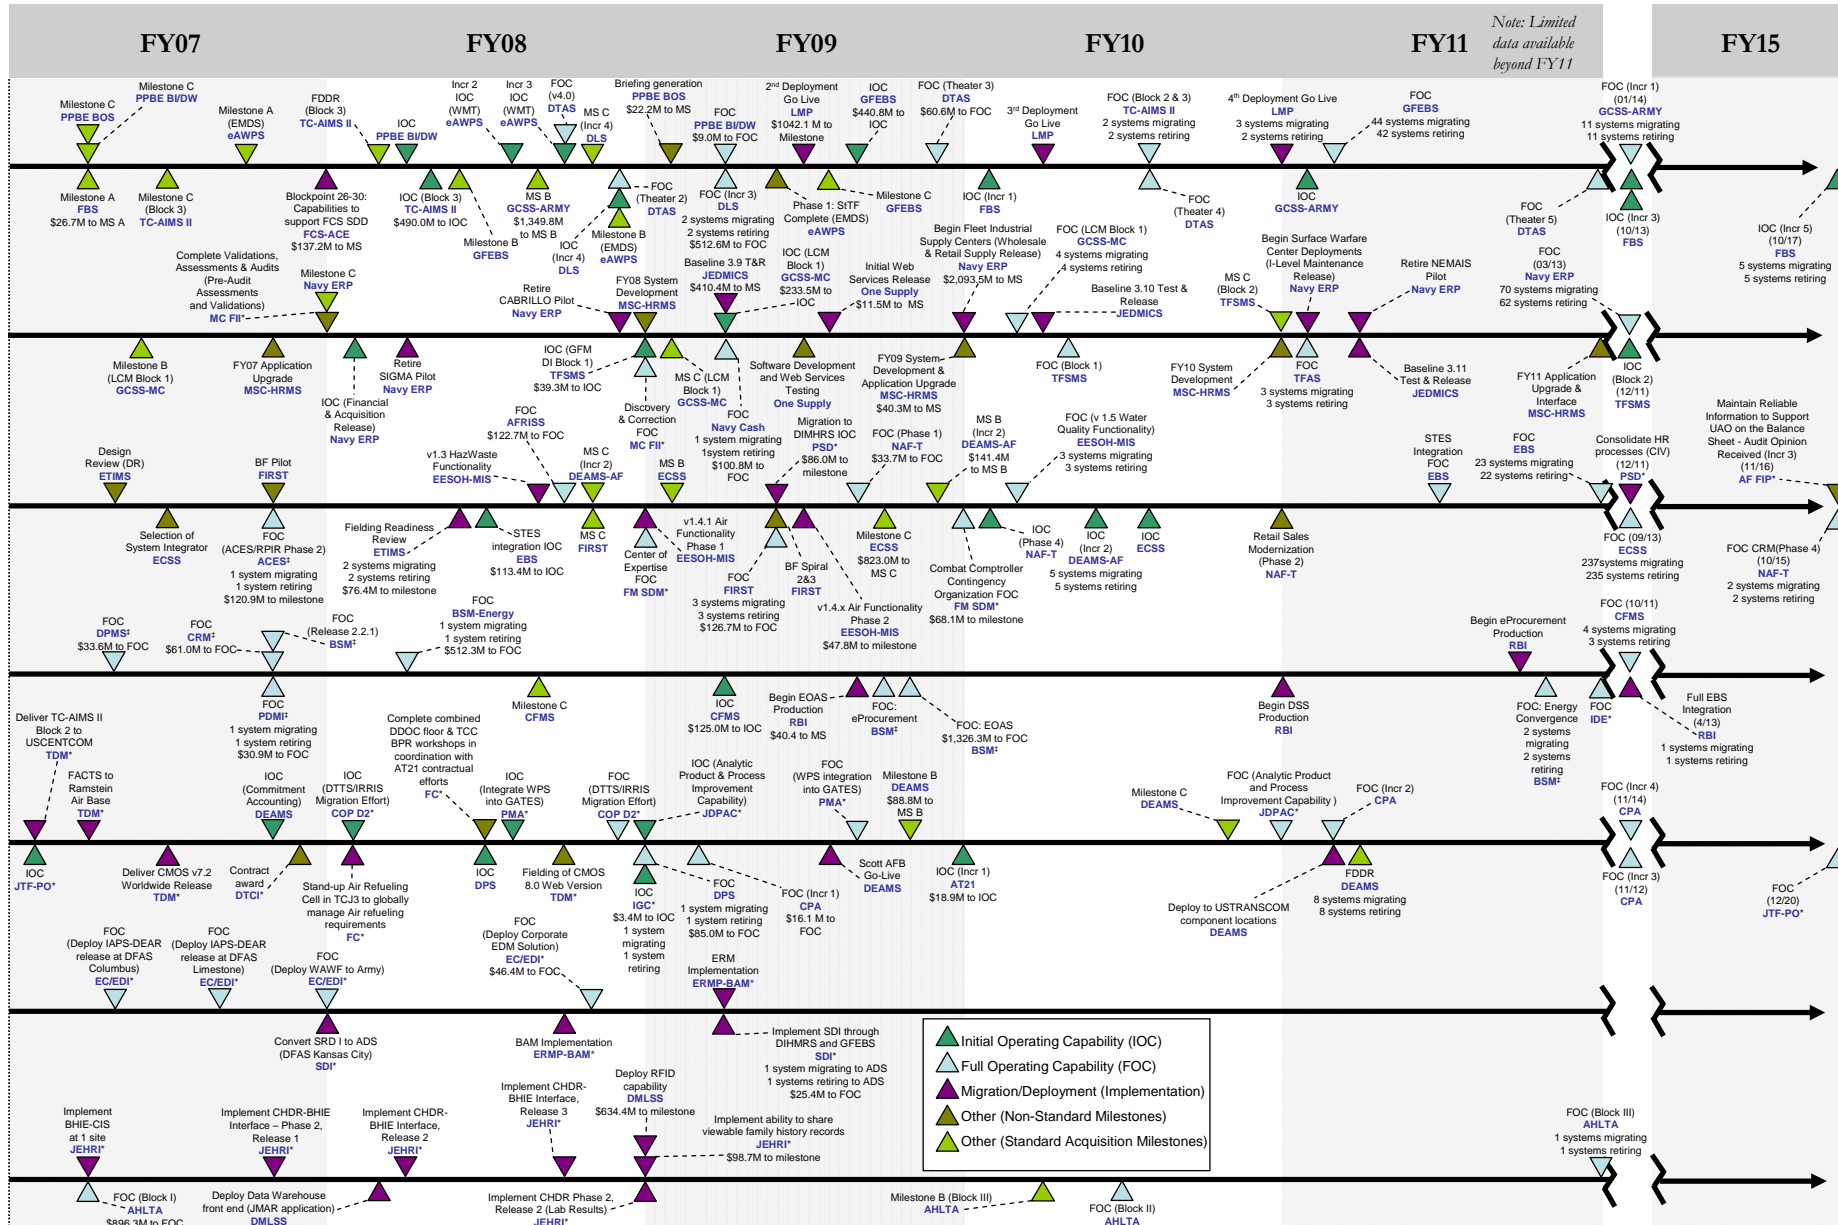 FY07
FY08
FY09
FY10
FY11
Note: Limited
data available
beyond FY11
FY15
Milestone C
PPBE BOS
Milestone C
PPBE BI/DW
Milestone A
(EMDS)
eAWPS
FDDR
(Block 3)
TC-AIMS II
IOC
PPBE BI/DW
Incr 2
IOC
(WMT)
eAWPS
Incr 3
IOC
(WMT)
eAWPS
FOC
(v4.0)
DTAS
MS C
(Incr 4)
DLS
Briefing generation
PPBE BOS
$22.2M to MS
FOC
PPBE BI/DW
$9.0M to FOC
2nd Deployment
Go Live
LMP
$1042.1 M to
Milestone
IOC
GFEBS
$440.8M to
IOC
FOC (Theater 3)
DTAS
$60.6M to FOC
3rd Deployment
Go Live
LMP
FOC (Block 2 & 3)
TC-AIMS II
2 systems migrating
2 systems retiring
4th Deployment Go Live
LMP
3 systems migrating
2 systems retiring
FOC
GFEBS
44 systems migrating
42 systems retiring
FOC (Incr 1)
(01/14)
GCSS-ARMY
11 systems migrating
11 systems retiring
Milestone A
FBS
$26.7M to MS A
Milestone C
(Block 3)
TC-AIMS II
Blockpoint 26-30:
Capabilities to
support FCS SDD
FCS-ACE
$137.2M to MS
IOC (Block 3)
TC-AIMS II
$490.0M to IOC
Milestone B
GFEBS
MS B
GCSS-ARMY
$1,349.8M
to MS B
IOC
(Incr 4)
DLS
Milestone B
(EMDS)
eAWPS
FOC
(Theater 2)
DTAS
FOC (Incr 3)
DLS
2 systems migrating
2 systems retiring
$512.6M to FOC
Phase 1: StTF
Complete (EMDS)
eAWPS
Milestone C
GFEBS
IOC (Incr 1)
FBS
FOC
(Theater 4)
DTAS
IOC
GCSS-ARMY
FOC
(Theater 5)
DTAS
IOC (Incr 3)
(10/13)
FBS
IOC (Incr 5)
(10/17)
FBS
5 systems migrating
5 systems retiring
Complete Validations,
Assessments & Audits
(Pre-Audit
Assessments
and Validations)
MC FII*
Milestone C
Navy ERP
Retire
CABRILLO Pilot
Navy ERP
FY08 System
Development
MSC-HRMS
Baseline 3.9 T&R
JEDMICS
$410.4M to MS
IOC (LCM
Block 1)
GCSS-MC
$233.5M to
IOC
Initial Web
Services Release
One Supply
$11.5M to MS
Begin Fleet Industrial
Supply Centers (Wholesale
& Retail Supply Release)
Navy ERP
$2,093.5M to MS
FOC (LCM Block 1)
GCSS-MC
4 systems migrating
4 systems retiring
Baseline 3.10 Test &
Release
JEDMICS
MS C
(Block 2)
TFSMS
Begin Surface Warfare
Center Deployments
(I-Level Maintenance
Release)
Navy ERP
Retire NEMAIS
Pilot
Navy ERP
FOC
(03/13)
Navy ERP
70 systems migrating
62 systems retiring
Milestone B
(LCM Block 1)
GCSS-MC
FY07 Application
Upgrade
MSC-HRMS
IOC (Financial
& Acquisition
Release)
Navy ERP
Retire
SIGMA Pilot
Navy ERP
IOC (GFM
DI Block 1)
TFSMS
$39.3M to IOC
Discovery
& Correction
FOC
MC FII*
MS C (LCM
Block 1)
GCSS-MC
FOC
Navy Cash
1 system migrating
1system retiring
$100.8M to
FOC
Software Development
and Web Services
Testing
One Supply
FY09 System
Development &
Application Upgrade
MSC-HRMS
$40.3M to MS
FOC (Block 1)
TFSMS
FY10 System
Development
MSC-HRMS
FOC
TFAS
3 systems migrating
3 systems retiring
Baseline 3.11
Test & Release
JEDMICS
FY11 Application
Upgrade &
Interface
MSC-HRMS
IOC
(Block 2)
(12/11)
TFSMS
Design
Review (DR)
ETIMS
BF Pilot
FIRST
v1.3 HazWaste
Functionality
EESOH-MIS
FOC
AFRISS
$122.7M to FOC
MS C
(Incr 2)
DEAMS-AF
MS B
ECSS
Migration to
DIMHRS IOC
PSD*
$86.0M to
milestone
FOC (Phase 1)
NAF-T
$33.7M to FOC
MS B
(Incr 2)
DEAMS-AF
$141.4M
to MS B
FOC (v 1.5 Water
Quality Functionality)
EESOH-MIS
3 systems migrating
3 systems retiring
STES
Integration
FOC
EBS
FOC
EBS
23 systems migrating
22 systems retiring
Consolidate HR
processes (CIV)
(12/11)
PSD*
Maintain Reliable
Information to Support
UAO on the Balance
Sheet - Audit Opinion
Received (Incr 3)
(11/16)
AF FIP*
Selection of
System Integrator
ECSS
FOC
(ACES/RPIR Phase 2)
ACES‡
1 system migrating
1 system retiring
$120.9M to milestone
Fielding Readiness
Review
ETIMS
2 systems migrating
2 systems retiring
$76.4M to milestone
STES
integration IOC
EBS
$113.4M to IOC
MS C
FIRST
Center of
Expertise
FOC
FM SDM*
v1.4.1 Air
Functionality
Phase 1
EESOH-MIS
FOC
FIRST
3 systems migrating
3 systems retiring
$126.7M to FOC
BF Spiral
2&3
FIRST
v1.4.x Air Functionality
Phase 2
EESOH-MIS
$47.8M to milestone
Milestone C
ECSS
$823.0M to
MS C
Combat Comptroller
Contingency
Organization FOC
FM SDM*
$68.1M to milestone
IOC
(Phase 4)
NAF-T
IOC
(Incr 2)
DEAMS-AF
5 systems migrating
5 systems retiring
IOC
ECSS
Retail Sales
Modernization
(Phase 2)
NAF-T
FOC (09/13)
ECSS
237systems migrating
235 systems retiring
FOC CRM(Phase 4)
(10/15)
NAF-T
2 systems migrating
2 systems retiring
FOC
DPMS‡
$33.6M to FOC
FOC
CRM‡
$61.0M to FOC
FOC
(Release 2.2.1)
BSM‡
FOC
BSM-Energy
1 system migrating
1 system retiring
$512.3M to FOC
Begin eProcurement
Production
RBI
FOC (10/11)
CFMS
4 systems migrating
3 systems retiring
FOC
PDMI‡
1 system migrating
1 system retiring
$30.9M to FOC
Milestone C
CFMS
IOC
CFMS
$125.0M to IOC
Begin EOAS
Production
RBI
$40.4 to MS
FOC:
eProcurement
BSM‡
FOC: EOAS
$1,326.3M to FOC
BSM‡
Begin DSS
Production
RBI
FOC: Energy
Convergence
2 systems
migrating
2 systems
retiring
BSM‡
FOC
IDE*
Full EBS
Integration
(4/13)
RBI
1 systems migrating
1 systems retiring
Deliver TC-AIMS II
Block 2 to
USCENTCOM
TDM*
FACTS to
Ramstein
Air Base
TDM*
IOC
(Commitment
Accounting)
DEAMS
IOC
(DTTS/IRRIS
Migration Effort)
COP D2*
Complete combined
DDOC floor & TCC
BPR workshops in
coordination with
AT21 contractual
efforts
FC*
IOC
(Integrate WPS
into GATES)
PMA*
FOC
(DTTS/IRRIS
Migration Effort)
COP D2*
IOC (Analytic
Product & Process
Improvement
Capability)
JDPAC*
FOC
(WPS integration
into GATES)
PMA*
Milestone B
DEAMS
$88.8M to
MS B
Milestone C
DEAMS
FOC (Analytic Product
and Process
Improvement Capability )
JDPAC*
FOC (Incr 2)
CPA
FOC (Incr 4)
(11/14)
CPA
IOC
JTF-PO*
Deliver CMOS v7.2
Worldwide Release
TDM*
Contract
award
DTCI*
Stand-up Air Refueling
Cell in TCJ3 to globally
manage Air refueling
requirements
FC*
IOC
DPS
Fielding of CMOS
8.0 Web Version
TDM*
IOC
IGC*
$3.4M to IOC
1 system
migrating
1 system
retiring
FOC
DPS
1 system migrating
1 system retiring
$85.0M to FOC
FOC (Incr 1)
CPA
$16.1 M to
FOC
Scott AFB
Go-Live
DEAMS
IOC (Incr 1)
AT21
$18.9M to IOC
Deploy to USTRANSCOM
component locations
DEAMS
FDDR
DEAMS
8 systems migrating
8 systems retiring
FOC (Incr 3)
(11/12)
CPA
FOC
(12/20)
JTF-PO*
FOC
(Deploy IAPS-DEAR
release at DFAS
Columbus)
EC/EDI*
FOC
(Deploy IAPS-DEAR
release at DFAS
Limestone)
EC/EDI*
FOC
(Deploy WAWF to Army)
EC/EDI*
FOC
(Deploy Corporate
EDM Solution)
EC/EDI*
$46.4M to FOC
ERM
Implementation
ERMP-BAM*
Convert SRD I to ADS
(DFAS Kansas City)
SDI*
BAM Implementation
ERMP-BAM*
Implement SDI through
DIHMRS and GFEBS
SDI*
1 system migrating to ADS
1 systems retiring to ADS
$25.4M to FOC
Initial Operating Capability (IOC)
Full Operating Capability (FOC)
Migration/Deployment (Implementation)
Other (Non-Standard Milestones)
Other (Standard Acquisition Milestones)
Implement
BHIE-CIS
at 1 site
JEHRI*
Implement CHDR-BHIE
Interface – Phase 2,
Release 1
JEHRI*
Implement CHDR-
BHIE Interface,
Release 2
JEHRI*
Implement CHDR-
BHIE Interface,
Release 3
JEHRI*
Deploy RFID
capability
DMLSS
$634.4M to milestone
Implement ability to share
viewable family history records
JEHRI*
$98.7M to milestone
FOC (Block III)
AHLTA
1 systems migrating
1 systems retiring
FOC (Block I)
AHLTA
$896.3M to FOC
Deploy Data Warehouse
front end (JMAR application)
DMLSS
Implement CHDR Phase 2,
Release 2 (Lab Results)
JEHRI*
Milestone B (Block III)
AHLTA
FOC (Block II)
AHLTA